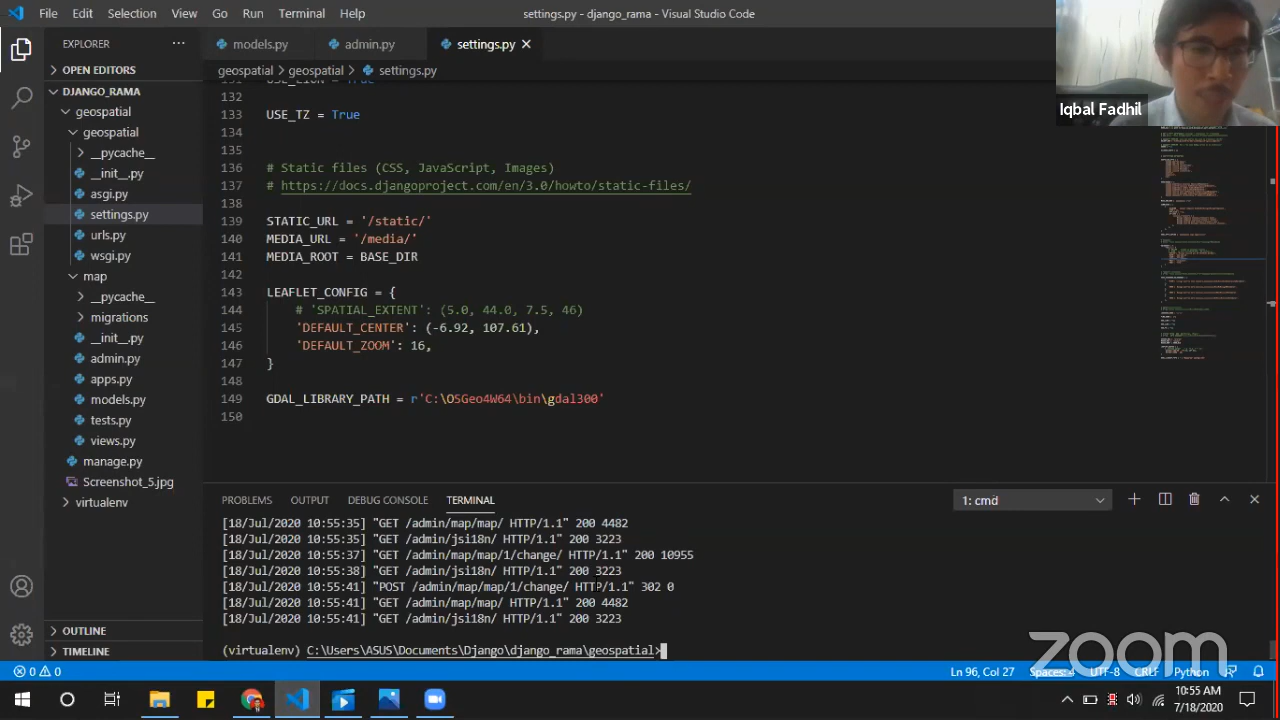 File Edit Selection View Go Run Terminal Help
settings.py - django_rama - Visual Studio Code
EXPLORER
models.py
admin.py
settings.py
OPEN EDITORS
geospatial > geospatial > settings.py
DJANGO_RAMA
geospatial
geospatial
__pycache__
__init__.py
asgi.py
settings.py
urls.py
wsgi.py
map
__pycache__
migrations
__init__.py
admin.py
apps.py
models.py
tests.py
views.py
manage.py
Screenshot_5.jpg
virtualenv
OUTLINE
TIMELINE
132
133 USE_TZ = True
134
135
136 # Static files (CSS, JavaScript, Images)
137 # https://docs.djangoproject.com/en/3.0/howto/static-files/
138
139 STATIC_URL = '/static/'
140 MEDIA_URL = '/media/'
141 MEDIA_ROOT = BASE_DIR
142
143 LEAFLET_CONFIG = {
144 # 'SPATIAL_EXTENT': (5.0, 44.0, 7.5, 46)
145 'DEFAULT_CENTER': (-6.92, 107.61),
146 'DEFAULT_ZOOM': 16,
147 }
148
149 GDAL_LIBRARY_PATH = r'C:\OSGeo4W64\bin\gdal300'
150
Iqbal Fadhil
PROBLEMS OUTPUT DEBUG CONSOLE TERMINAL
1: cmd
[18/Jul/2020 10:55:35] "GET /admin/map/map/ HTTP/1.1" 200 4482
[18/Jul/2020 10:55:35] "GET /admin/jsi18n/ HTTP/1.1" 200 3223
[18/Jul/2020 10:55:37] "GET /admin/map/map/1/change/ HTTP/1.1" 200 10955
[18/Jul/2020 10:55:38] "GET /admin/jsi18n/ HTTP/1.1" 200 3223
[18/Jul/2020 10:55:41] "POST /admin/map/map/1/change/ HTTP/1.1" 302 0
[18/Jul/2020 10:55:41] "GET /admin/map/map/ HTTP/1.1" 200 4482
[18/Jul/2020 10:55:41] "GET /admin/jsi18n/ HTTP/1.1" 200 3223
(virtualenv) C:\Users\ASUS\Documents\Django\django_rama\geospatial>
zoom
0 0
Ln 96, Col 27 Spaces: 4 UTF-8 CRLF Python
10:55 AM
7/18/2020